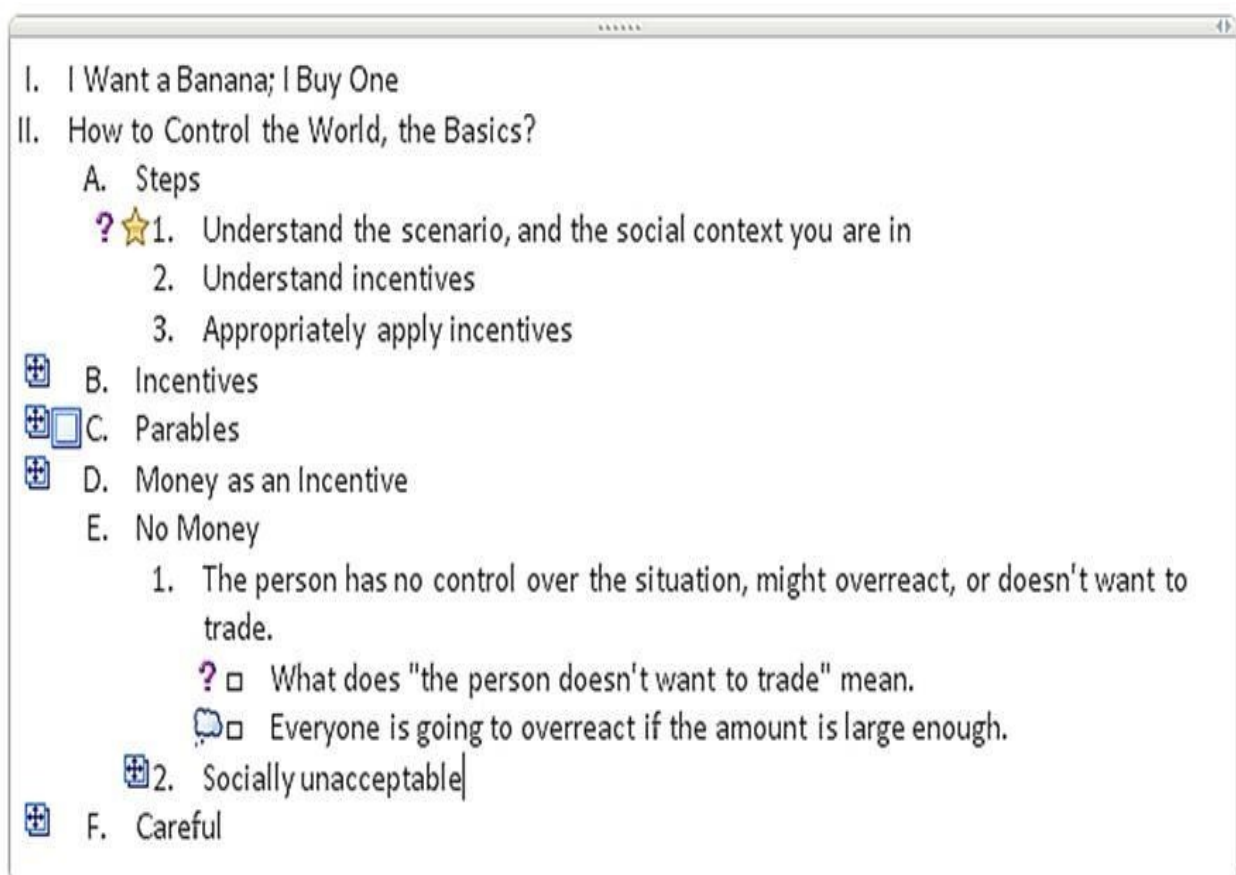 I. I Want a Banana; I Buy One
II. How to Control the World, the Basics?
A. Steps
? 1. Understand the scenario, and the social context you are in
2. Understand incentives
3. Appropriately apply incentives
B. Incentives
C. Parables
D. Money as an Incentive
E. No Money
1. The person has no control over the situation, might overreact, or doesn't want to
trade.
? What does "the person doesn't want to trade" mean.
Everyone is going to overreact if the amount is large enough.
2. Socially unacceptable
F. Careful